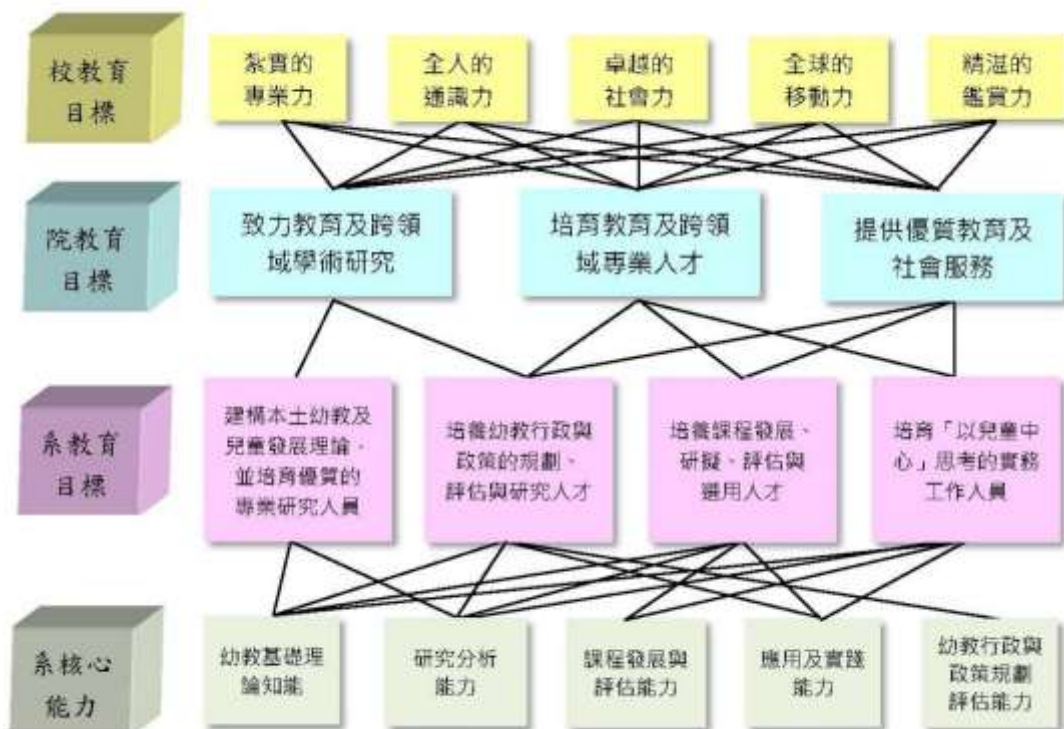 校教育
目標
紮實的
專業力
全人的
通識力
卓越的
社會力
全球的
移動力
精湛的
鑑賞力
院教育
目標
致力教育及跨領
域學術研究
培育教育及跨領
域專業人才
提供優質教育及
社會服務
系教育
目標
建構本土幼教及
兒童發展理論，
並培育優質的
專業研究人員
培養幼教行政與
政策的規劃、
評估與研究人才
培養課程發展、
研擬、評估與
選用人才
培育「以兒童中
心」思考的實務
工作人員
系核心
能力
幼教基礎理
論知能
研究分析
能力
課程發展與
評估能力
應用及實踐
能力
幼教行政與
政策規劃
評估能力